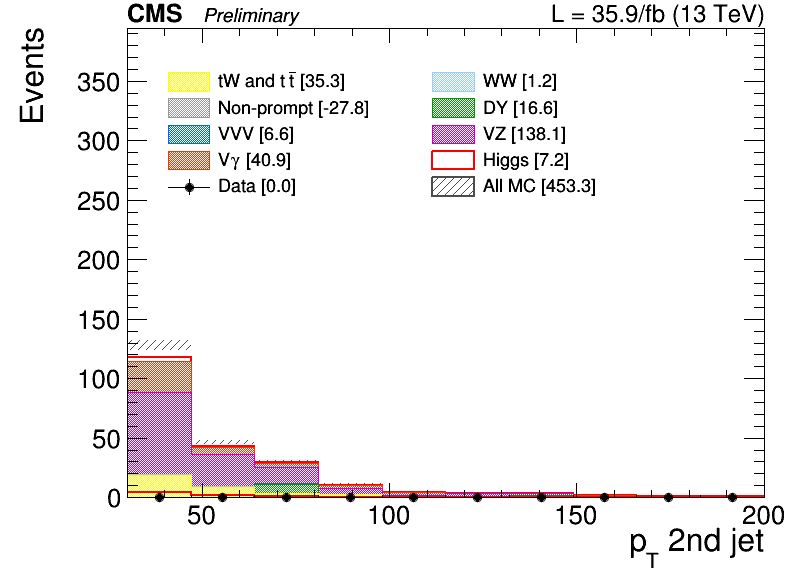 CMS Preliminary L = 35.9/fb (13 TeV)
Events
350
300
250
200
150
100
50
0
tW and tt̅ [35.3]
Non-prompt [-27.8]
VVV [6.6]
Vγ [40.9]
Data [0.0]
WW [1.2]
DY [16.6]
VZ [138.1]
Higgs [7.2]
All MC [453.3]
50 100 150 200
p_T 2nd jet